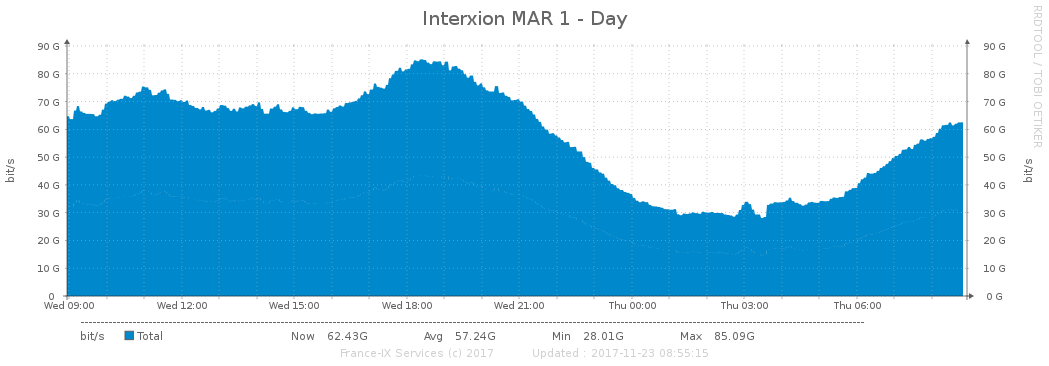 Interxion MAR 1 - Day
RRDTOOL / TOBI OETIKER
90 G 90 G
80 G 80 G
70 G 70 G
60 G 60 G
50 G 50 G
40 G 40 G
30 G 30 G
20 G 20 G
10 G 10 G
0 0 G
bit/s bit/s
Wed 09:00 Wed 12:00 Wed 15:00 Wed 18:00 Wed 21:00 Thu 00:00 Thu 03:00 Thu 06:00
bit/s Total Now 62.43G Avg 57.24G Min 28.01G Max 85.09G
France-IX Services (c) 2017 Updated : 2017-11-23 08:55:15